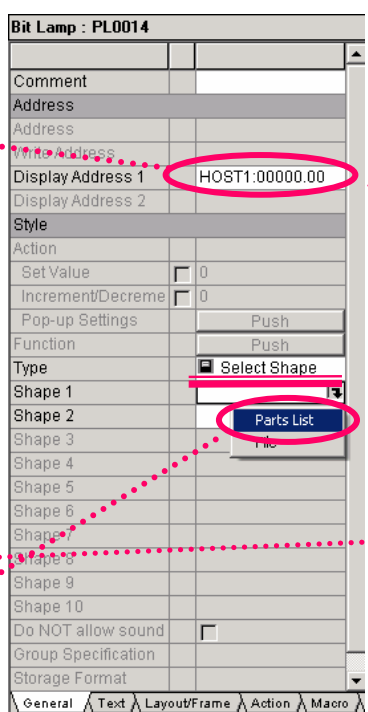 Bit Lamp : PL0014
Comment
Address
Address
Write Address
Display Address 1 HOST1:00000.00
Display Address 2
Style
Action
Set Value 0
Increment/Decreme 0
Pop-up Settings Push
Function Push
Type Select Shape
Shape 1
Shape 2 Parts List
Shape 3 File
Shape 4
Shape 5
Shape 6
Shape 7
Shape 8
Shape 9
Shape 10
Do NOT allow sound
Group Specification
Storage Format
General Text Layout/Frame Action Macro